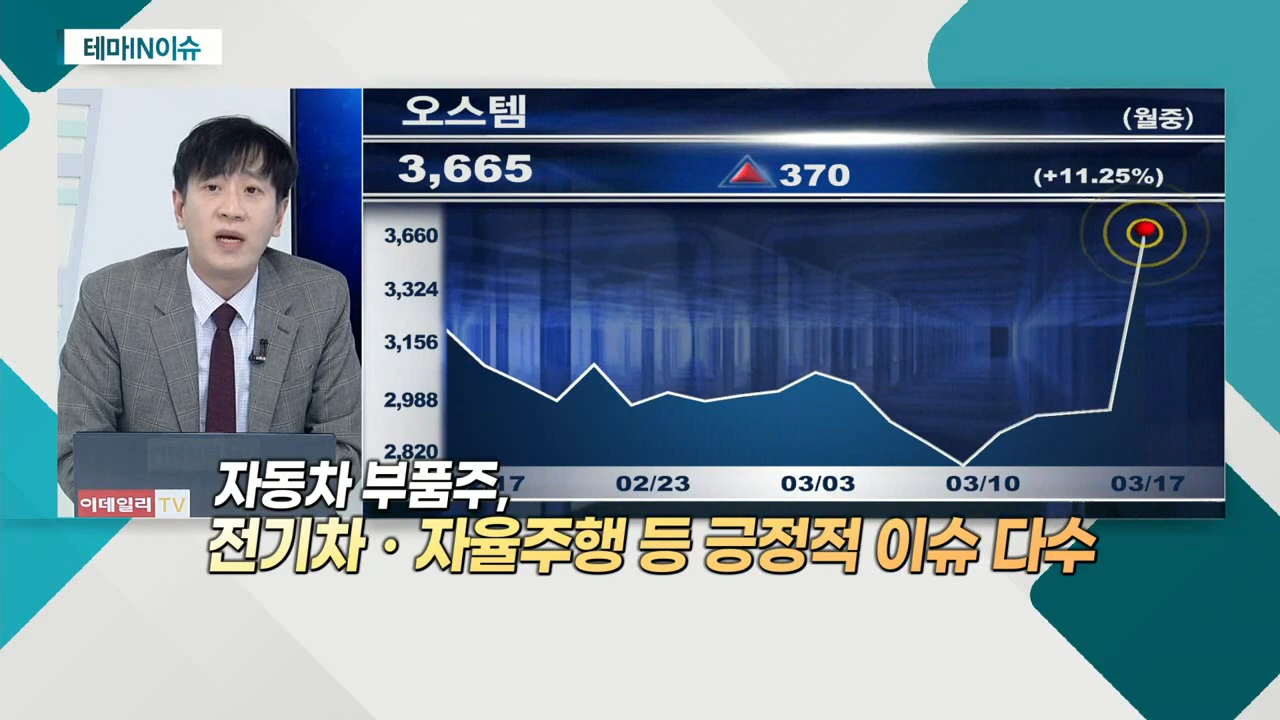 테마IN이슈
오스템
(월중)
3,665
370
(+11.25%)
3,660
3,324
3,156
2,988
2,820
17
02/23
03/03
03/10
03/17
이데일리TV
자동차 부품주,
전기차·자율주행 등 긍정적 이슈 다수